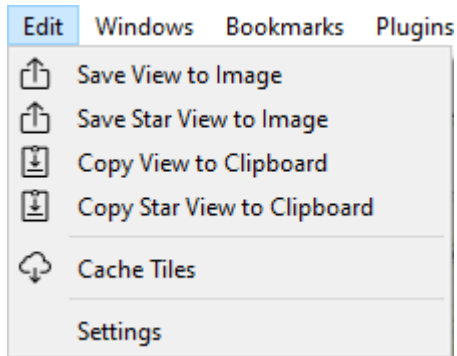 Edit Windows Bookmarks Plugins
Save View to Image
Save Star View to Image
Copy View to Clipboard
Copy Star View to Clipboard
Cache Tiles
Settings